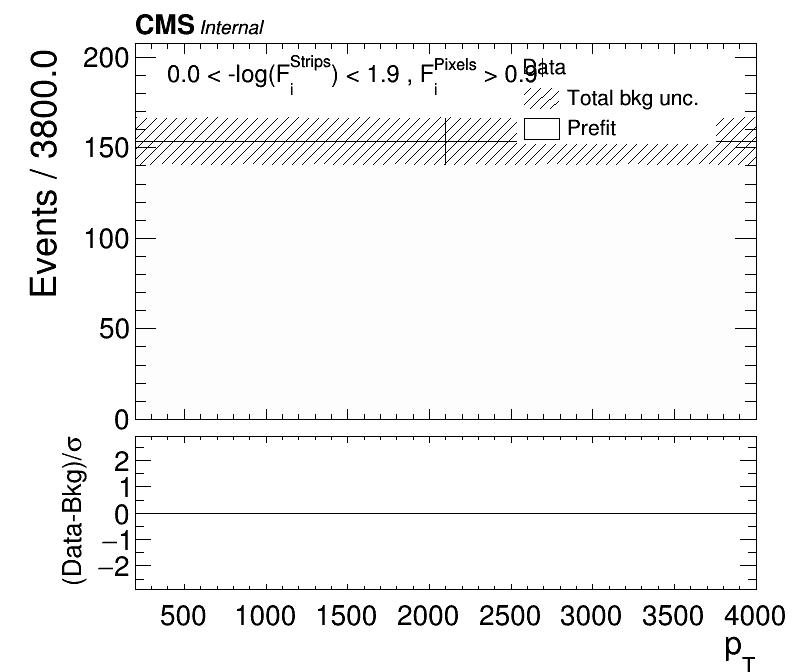 CMS Internal
0.0 < -log(F_i^Strips) < 1.9 , F_i^Pixels > 0.9
Data
Total bkg unc.
Prefit
Events / 3800.0
200
150
100
50
0
(Data-Bkg)/σ
2
1
0
−1
−2
500 1000 1500 2000 2500 3000 3500 4000
p_T